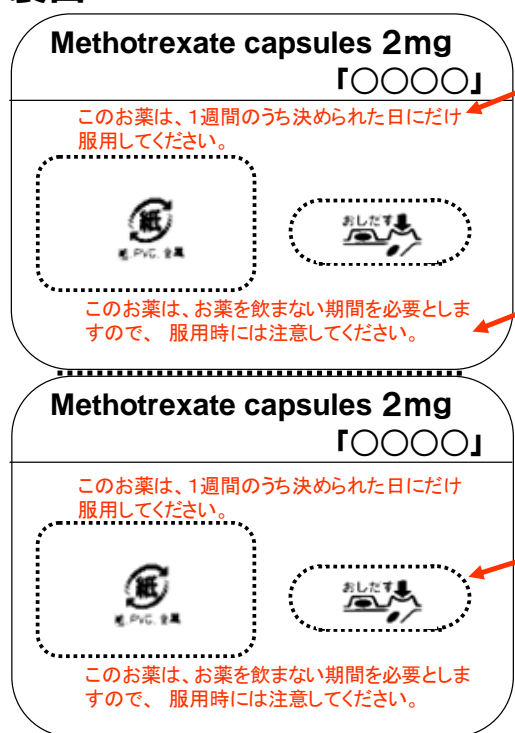 Methotrexate capsules 2mg
「○○○○」
このお薬は、1週間のうち決められた日にだけ
服用してください。
紙
紙.PVC.金属
おしだす
このお薬は、お薬を飲まない期間を必要としま
すので、 服用時には注意してください。
Methotrexate capsules 2mg
「○○○○」
このお薬は、1週間のうち決められた日にだけ
服用してください。
紙
紙.PVC.金属
おしだす
このお薬は、お薬を飲まない期間を必要としま
すので、 服用時には注意してください。